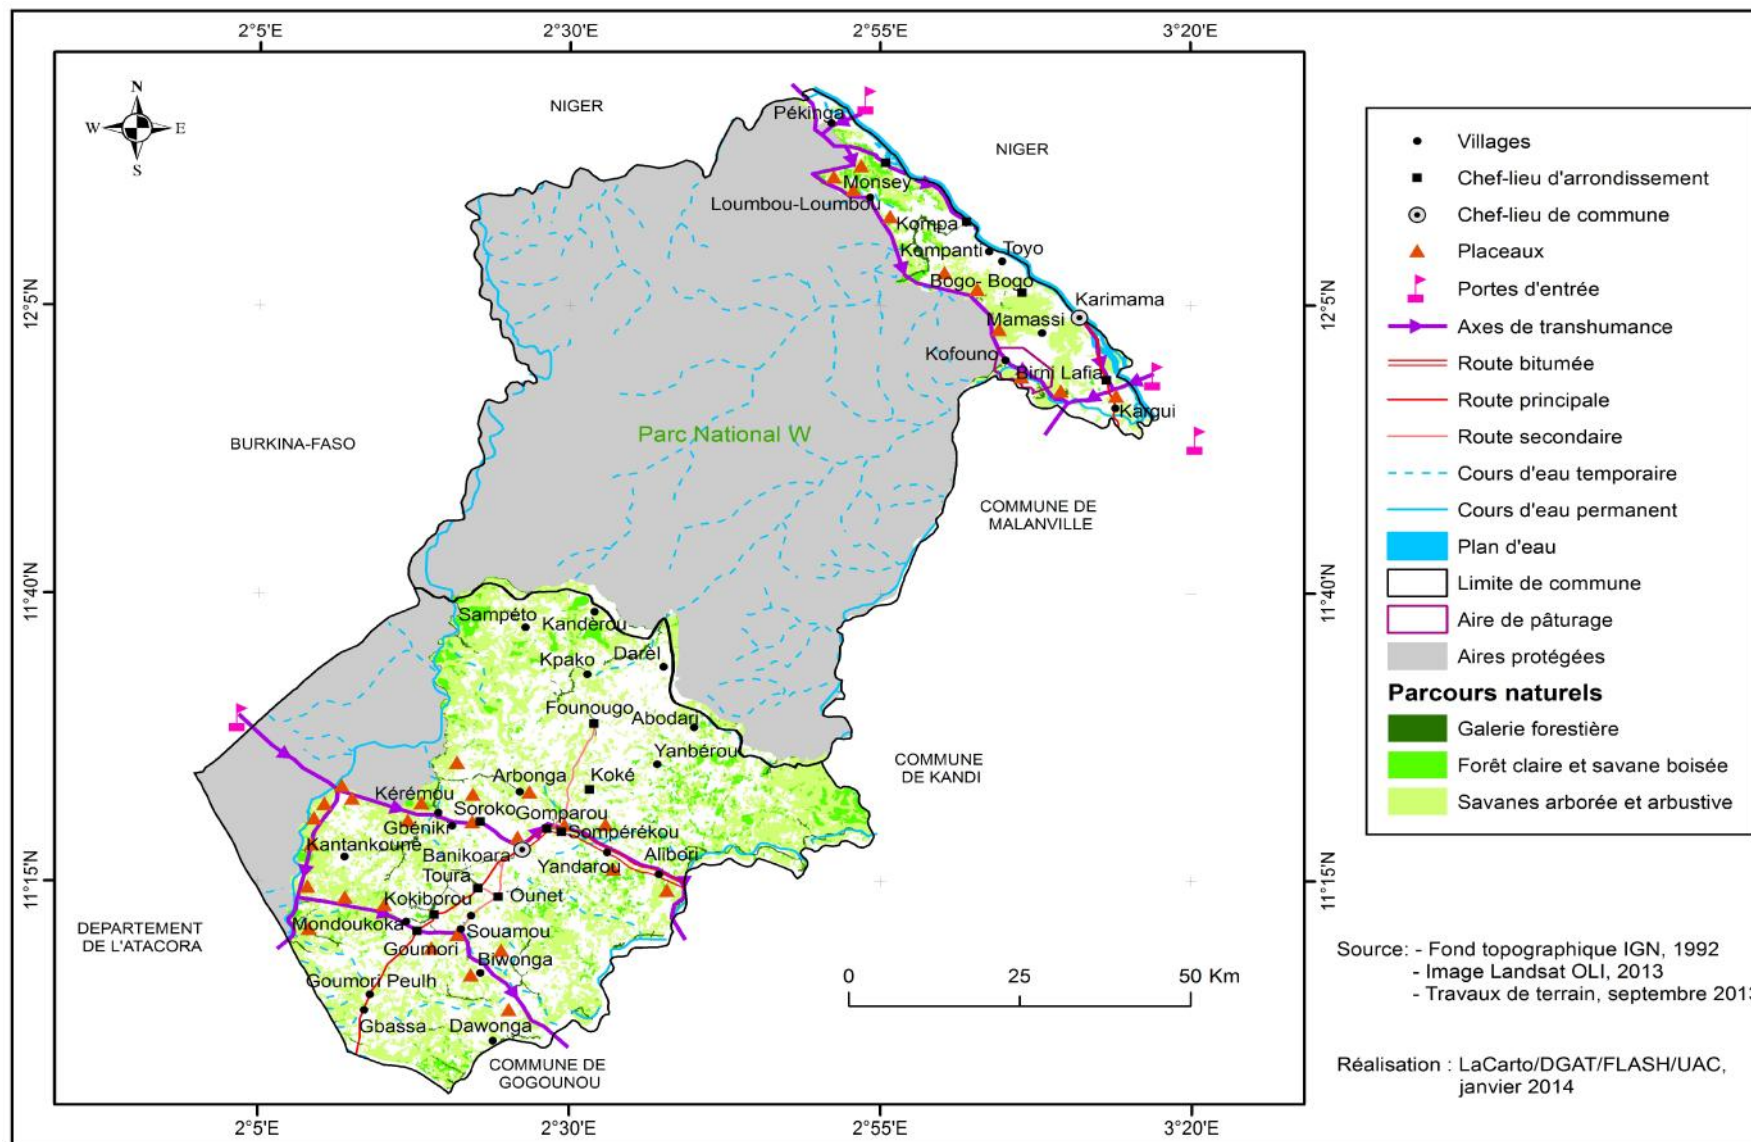 2°5'E
2°30'E
2°55'E
3°20'E
N
W
E
S
NIGER
Pékinga
NIGER
Monsey
Loumbou-Loumbou
Kompa
Kompanti
Toyo
Bogo- Bogo
Karimama
12°5'N
12°5'N
Mamassi
Kofouno
Birni Lafia
Kargui
BURKINA-FASO
Parc National W
COMMUNE DE
MALANVILLE
11°40'N
11°40'N
Sampéto
Kandérou
Kpako
Darèl
Founougo
Abodari
Yanbérou
COMMUNE
DE KANDI
Arbonga
Koké
Kérémou
Soroko
Gomparou
Gbéniki
Sompérékou
Kantankouné
Banikoara
Yandarou
Alibori
11°15'N
11°15'N
Toura
Kokiborou
Ounet
Mondoukoka
Souamou
DEPARTEMENT
DE L'ATACORA
Goumori
Biwonga
Goumori Peulh
Gbassa
Dawonga
COMMUNE DE
GOGOUNOU
0
25
50 Km
2°5'E
2°30'E
2°55'E
3°20'E
Villages
Chef-lieu d'arrondissement
Chef-lieu de commune
Placeaux
Portes d'entrée
Axes de transhumance
Route bitumée
Route principale
Route secondaire
Cours d'eau temporaire
Cours d'eau permanent
Plan d'eau
Limite de commune
Aire de pâturage
Aires protégées
Parcours naturels
Galerie forestière
Forêt claire et savane boisée
Savanes arborée et arbustive
Source: - Fond topographique IGN, 1992
- Image Landsat OLI, 2013
- Travaux de terrain, septembre 2013
Réalisation : LaCarto/DGAT/FLASH/UAC,
janvier 2014